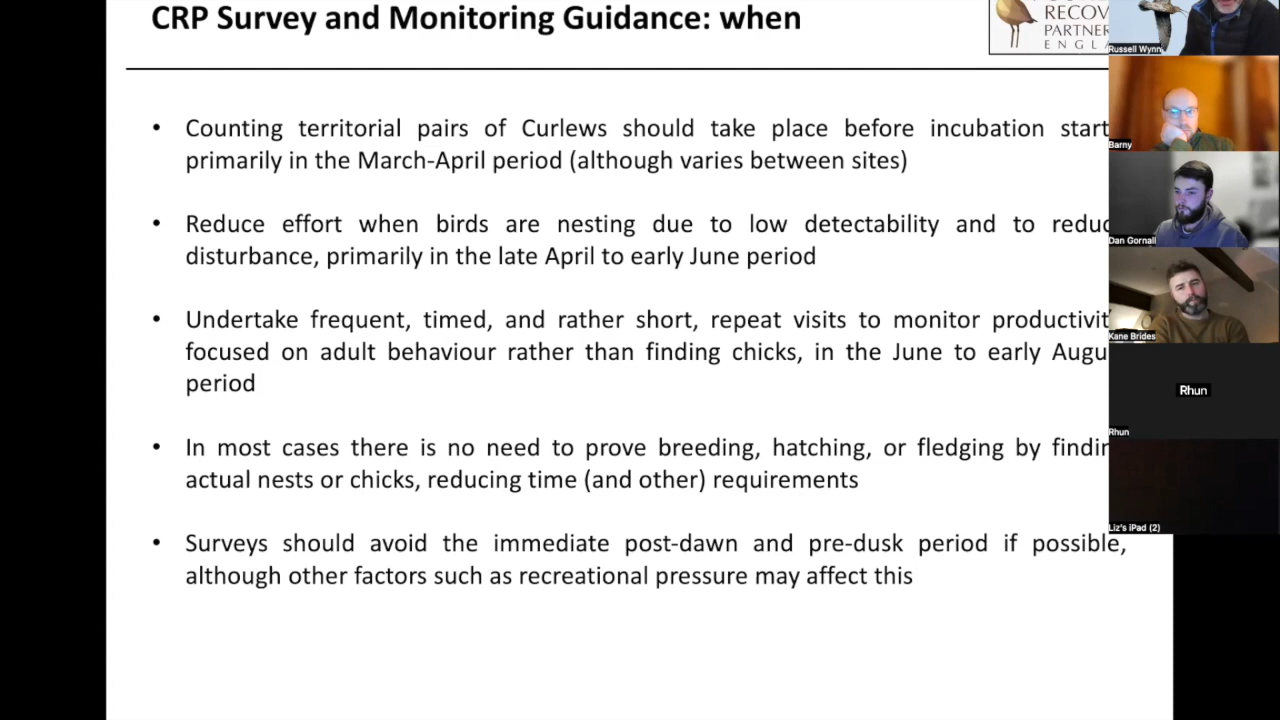 CRP Survey and Monitoring Guidance: when
RECOV
PARTNER
ENGLA
• Counting territorial pairs of Curlews should take place before incubation start
primarily in the March-April period (although varies between sites)
• Reduce effort when birds are nesting due to low detectability and to reduc
disturbance, primarily in the late April to early June period
• Undertake frequent, timed, and rather short, repeat visits to monitor productivit
focused on adult behaviour rather than finding chicks, in the June to early Augu
period
• In most cases there is no need to prove breeding, hatching, or fledging by findin
actual nests or chicks, reducing time (and other) requirements
• Surveys should avoid the immediate post-dawn and pre-dusk period if possible,
although other factors such as recreational pressure may affect this
Russell Wynn
Barny
Dan Gornall
Kane Brides
Rhun
Rhun
Liz's iPad (2)